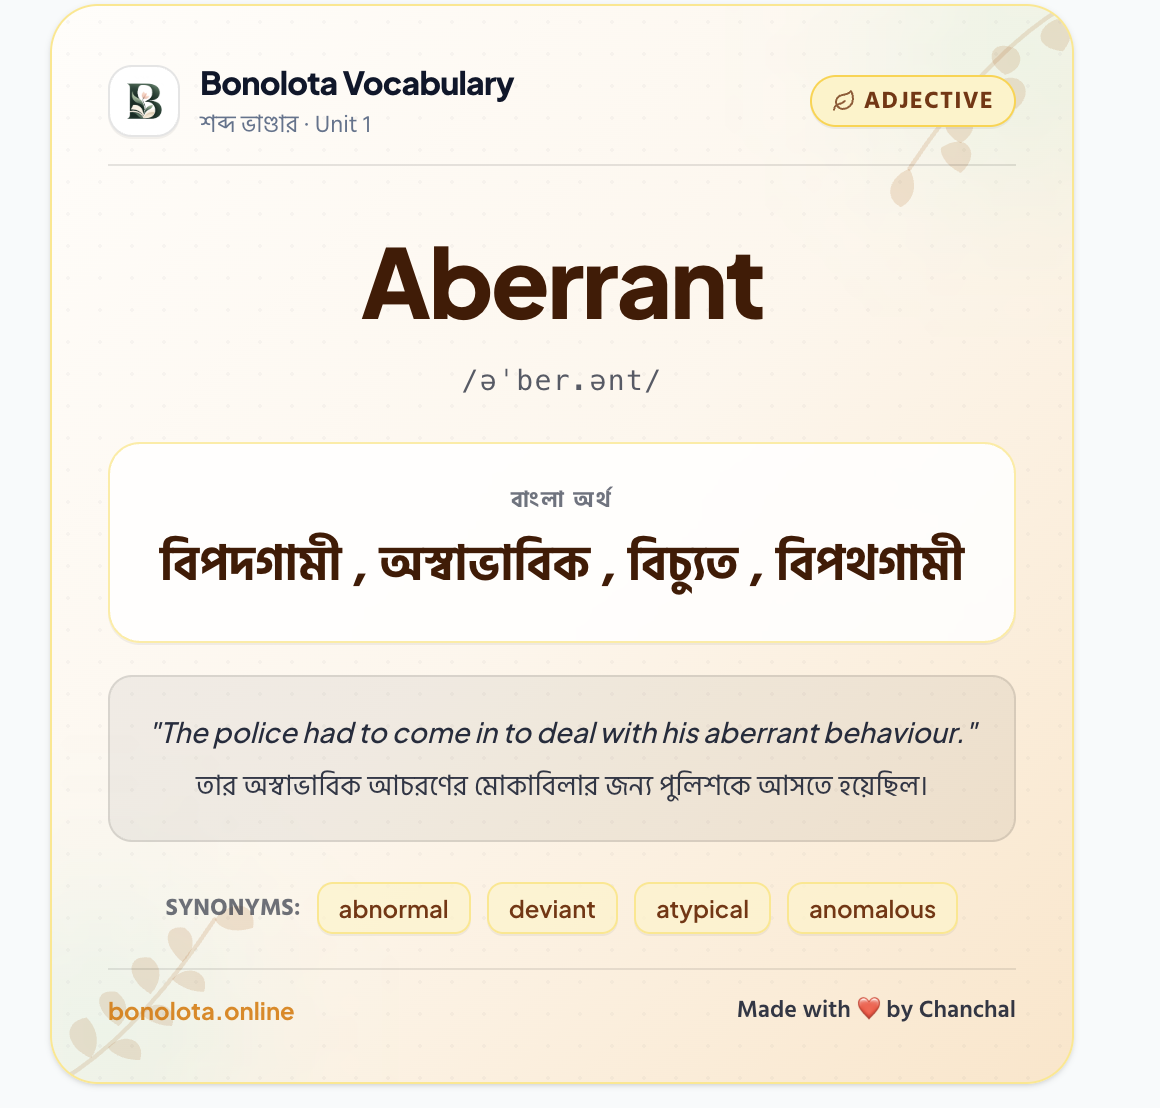 Bonolota Vocabulary
শব্দ ভাণ্ডার · Unit 1
ADJECTIVE
Aberrant
/əˈber.ənt/
বাংলা অর্থ
বিপদগামী , অস্বাভাবিক , বিচ্যুত , বিপথগামী
"The police had to come in to deal with his aberrant behaviour."
তার অস্বাভাবিক আচরণের মোকাবিলার জন্য পুলিশকে আসতে হয়েছিল।
SYNONYMS: abnormal deviant atypical anomalous
bonolota.online
Made with ❤️ by Chanchal